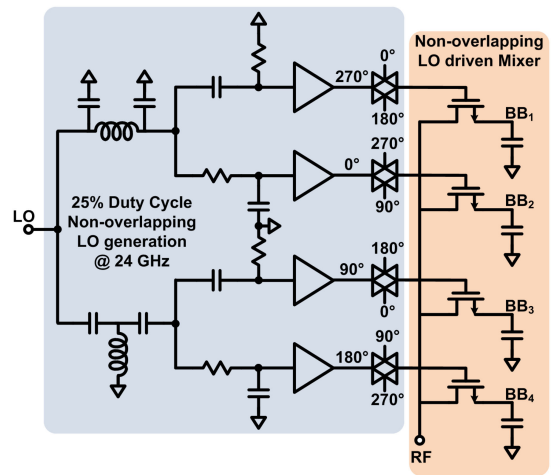 Non-overlapping
LO driven Mixer
0°
270°
180°
BB1
270°
0°
90°
BB2
25% Duty Cycle
Non-overlapping
LO generation
@ 24 GHz
LO
180°
90°
0°
BB3
90°
180°
270°
BB4
RF